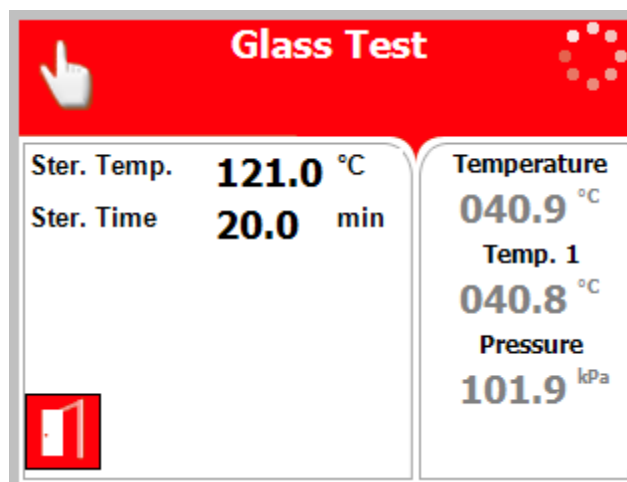 Glass Test
Ster. Temp. 121.0 °C
Ster. Time 20.0 min
Temperature
040.9 °C
Temp. 1
040.8 °C
Pressure
101.9 kPa